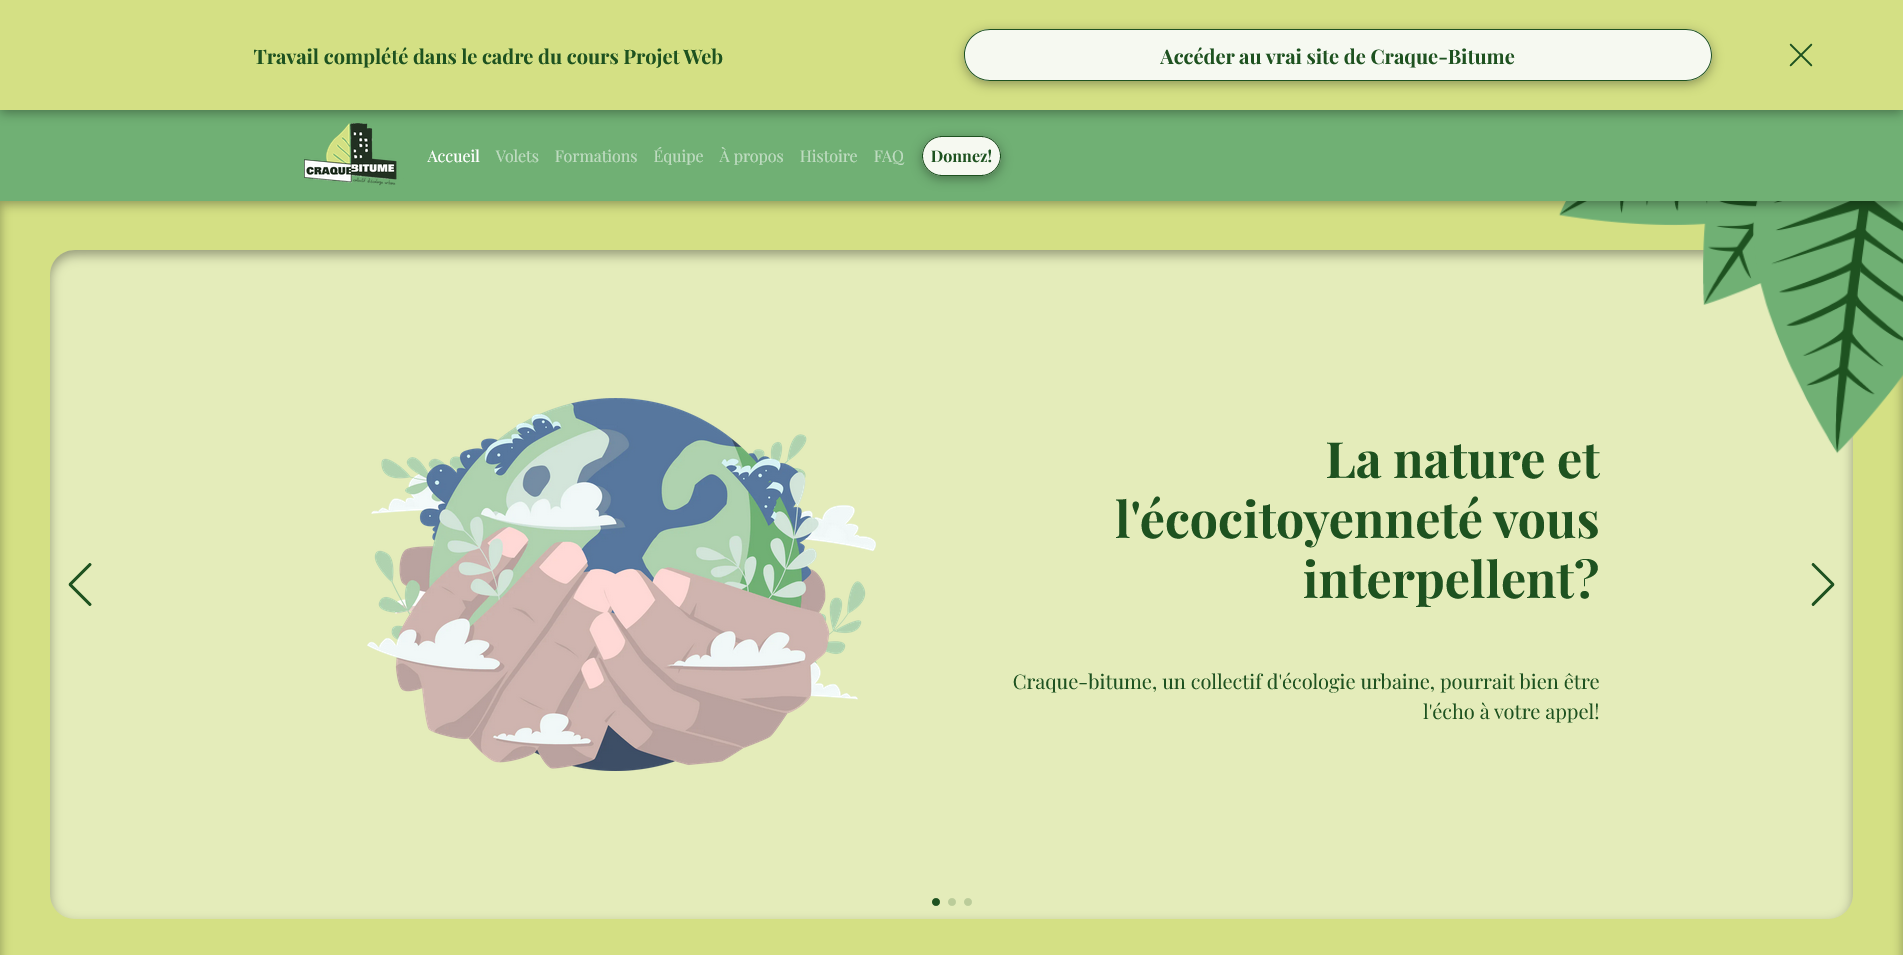 Travail complété dans le cadre du cours Projet Web
Accéder au vrai site de Craque-Bitume
CRAQUE BITUME
Accueil Volets Formations Équipe À propos Histoire FAQ Donnez!
La nature et
l'écocitoyenneté vous
interpellent?
Craque-bitume, un collectif d'écologie urbaine, pourrait bien être
l'écho à votre appel!